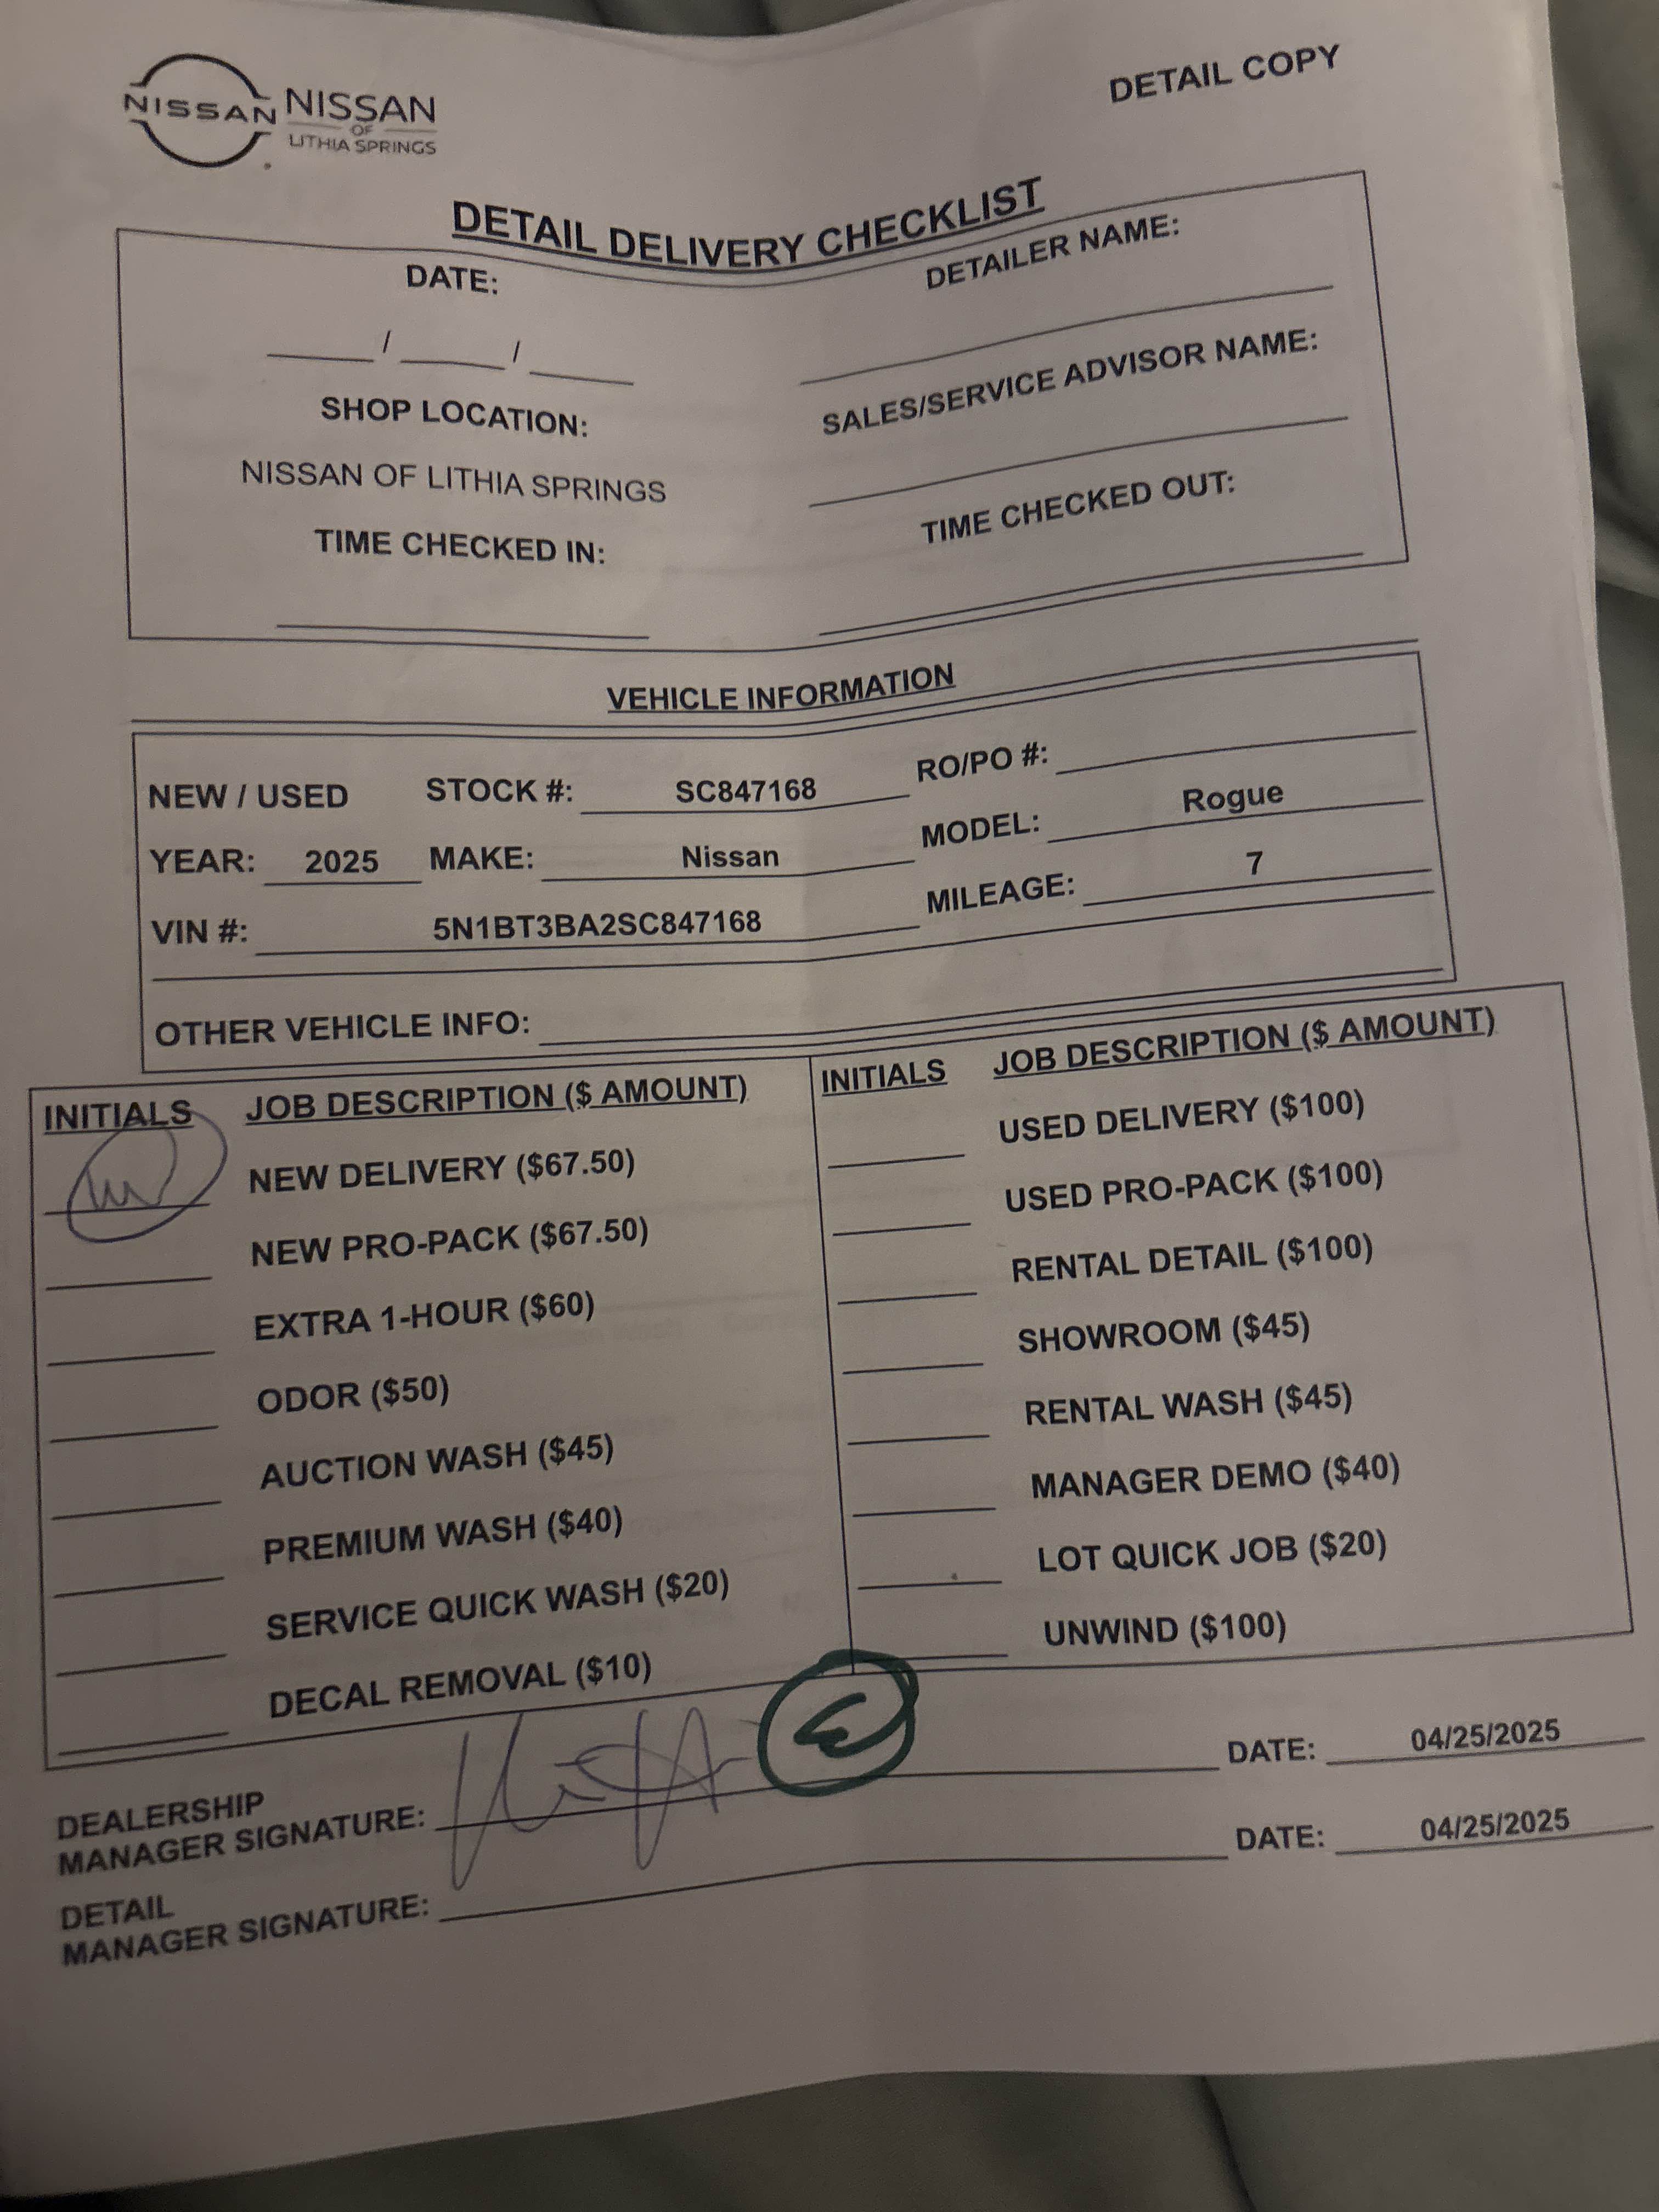 DETAIL COPY
NISSAN NISSAN
OF
LITHIA SPRINGS
DETAIL DELIVERY CHECKLIST
DATE:
___ / ___ / ___
SHOP LOCATION:
NISSAN OF LITHIA SPRINGS
TIME CHECKED IN:
DETAILER NAME:
SALES/SERVICE ADVISOR NAME:
TIME CHECKED OUT:
VEHICLE INFORMATION
NEW / USED STOCK #: SC847168 RO/PO #:
YEAR: 2025 MAKE: Nissan MODEL: Rogue
VIN #: 5N1BT3BA2SC847168 MILEAGE: 7
OTHER VEHICLE INFO:
INITIALS JOB DESCRIPTION ($ AMOUNT)
NEW DELIVERY ($67.50)
NEW PRO-PACK ($67.50)
EXTRA 1-HOUR ($60)
ODOR ($50)
AUCTION WASH ($45)
PREMIUM WASH ($40)
SERVICE QUICK WASH ($20)
DECAL REMOVAL ($10)
INITIALS JOB DESCRIPTION ($ AMOUNT)
USED DELIVERY ($100)
USED PRO-PACK ($100)
RENTAL DETAIL ($100)
SHOWROOM ($45)
RENTAL WASH ($45)
MANAGER DEMO ($40)
LOT QUICK JOB ($20)
UNWIND ($100)
DEALERSHIP
MANAGER SIGNATURE: DATE: 04/25/2025
DETAIL
MANAGER SIGNATURE: DATE: 04/25/2025